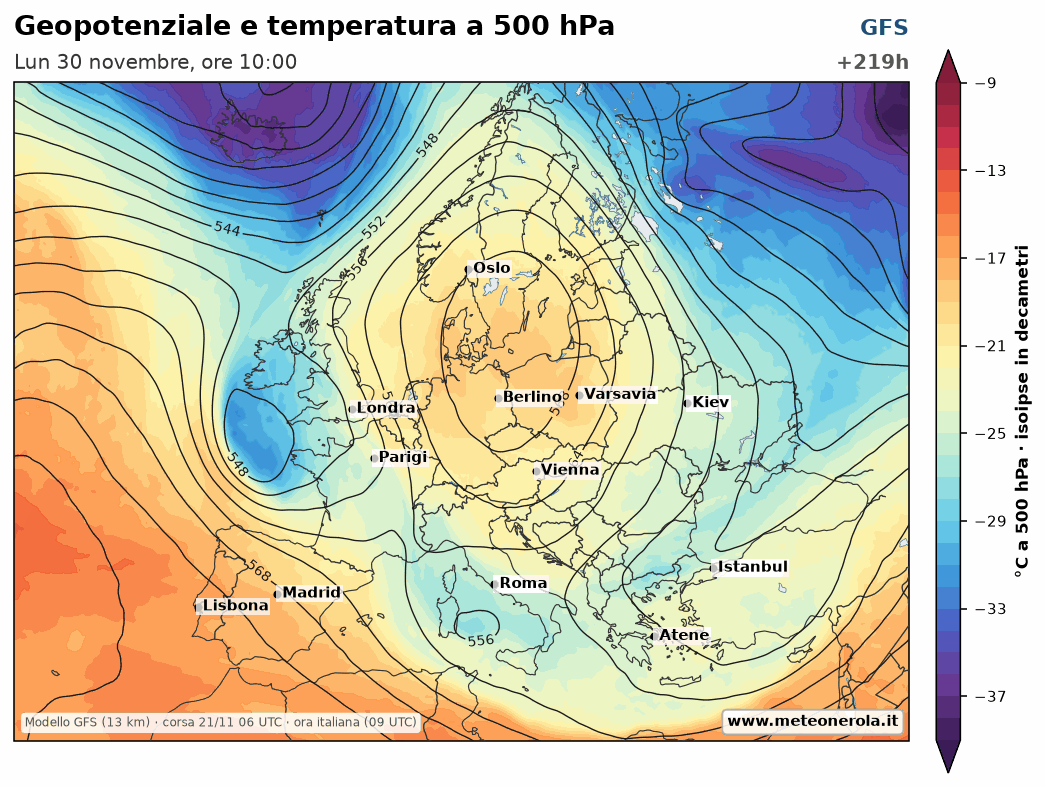 Geopotenziale e temperatura a 500 hPa
GFS
Lun 30 novembre, ore 10:00
+219h
−9
−13
−17
−21
−25
−29
−33
−37
°C a 500 hPa · isoipse in decametri
548
552
544
556
Oslo
Berlino
Varsavia
Kiev
Londra
Parigi
548
Vienna
568
Istanbul
Roma
Madrid
Lisbona
556
Atene
Modello GFS (13 km) · corsa 21/11 06 UTC · ora italiana (09 UTC)
www.meteonerola.it